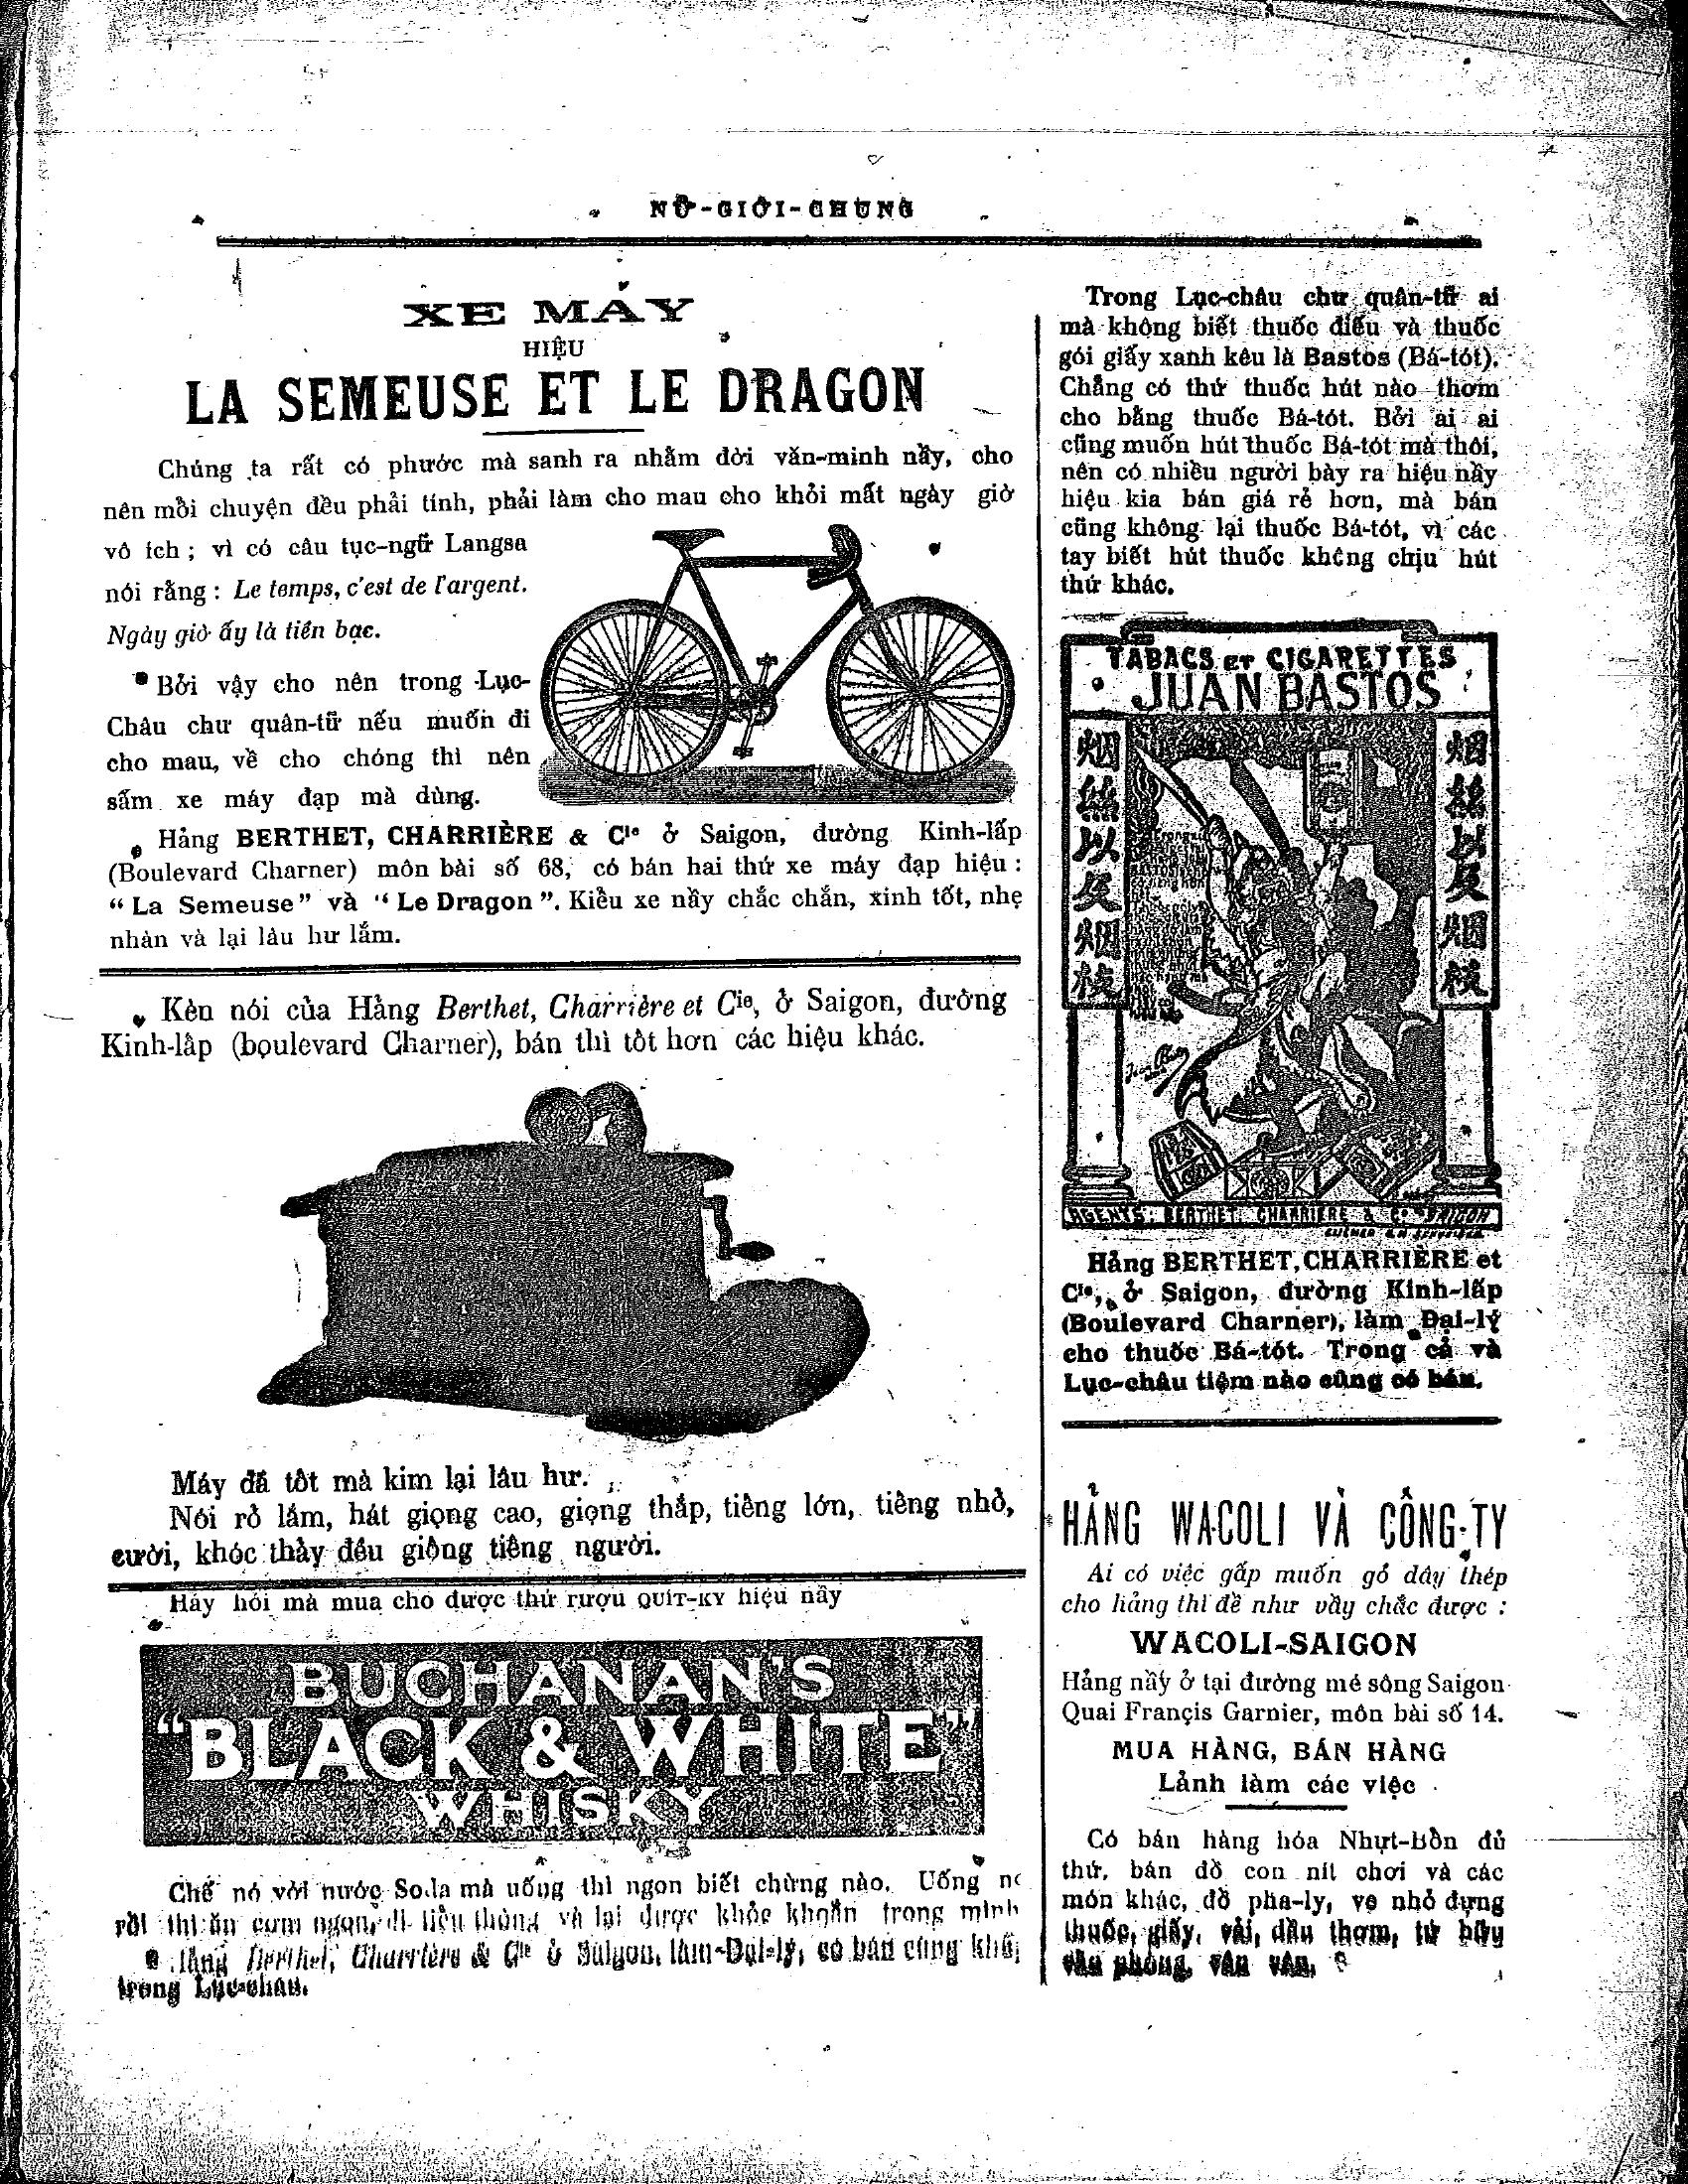 NỮ-GIỚI-CHUNG
XE MÁY
HIỆU
LA SEMEUSE ET LE DRAGON
Chúng ta rất có phước mà sanh ra nhằm đời văn-minh nầy, cho
nên mỗi chuyện đều phải tính, phải làm cho mau cho khỏi mất ngày giờ
vô ích ; vì có câu tục-ngữ Langsa
nói rằng : Le temps, c'est de l'argent.
Ngày giờ ấy là tiền bạc.
Bởi vậy cho nên trong Lục-
Châu chư quân-tữ nếu muốn đi
cho mau, về cho chóng thì nên
sắm xe máy đạp mà dùng.
Hảng BERTHET, CHARRIÈRE & Cie ở Saigon, đường Kinh-lấp
(Boulevard Charner) môn bài số 68, có bán hai thứ xe máy đạp hiệu :
“ La Semeuse ” và “ Le Dragon ”. Kiểu xe nầy chắc chắn, xinh tốt, nhẹ
nhàn và lại lâu hư lắm.
Kèn nói của Hảng Berthet, Charrière et Cie, ở Saigon, đường
Kinh-lấp (boulevard Charner), bán thì tốt hơn các hiệu khác.
Máy đã tốt mà kim lại lâu hư.
Nói rỏ lắm, hát giọng cao, giọng thấp, tiếng lớn, tiếng nhỏ,
cười, khóc thảy đều giống tiếng người.
Hảy hỏi mà mua cho được thứ rượu QUÍT-KY hiệu nầy
BUCHANAN'S
“BLACK & WHITE”
WHISKY
Chế nó với nước Soda mà uống thì ngon biết chừng nào. Uống nó
rồi thì ăn cơm ngon, đi tiêu thông và lại được khỏe khoắn trong mình
Berthet, Charrière & Cie ở Saigon, làm Đại-lý, có bán cùng khắp
trong Lục-châu.
Trong Lục-châu chư quân-tữ ai
mà không biết thuốc điếu và thuốc
gói giấy xanh kêu là Bastos (Bá-tót).
Chẳng có thứ thuốc hút nào thơm
cho bằng thuốc Bá-tót. Bởi ai ai
cũng muốn hút thuốc Bá-tót mà thôi,
nên có nhiều người bày ra hiệu nầy
hiệu kia bán giá rẻ hơn, mà bán
cũng không lại thuốc Bá-tót, vì các
tay biết hút thuốc không chịu hút
thứ khác.
TABACS ET CIGARETTES
JUAN BASTOS
烟絲以及烟枝
烟絲以及烟枝
AGENTS: BERTHET, CHARRIERE & Cie SAIGON
Hảng BERTHET, CHARRIÈRE et
Cie, ở Saigon, đường Kinh-lấp
(Boulevard Charner), làm Đại-lý
cho thuốc Bá-tót. Trong cả và
Lục-châu tiệm nào cũng có bán.
HẢNG WACOLI VÀ CÔNG-TY
Ai có việc gấp muốn gỏ dây thép
cho hảng thì đề như vầy chắc được :
WACOLI-SAIGON
Hảng nầy ở tại đường mé sông Saigon
Quai Françis Garnier, môn bài số 14.
MUA HÀNG, BÁN HÀNG
Lảnh làm các việc
Có bán hàng hóa Nhựt-Bổn đủ
thứ, bán đồ con nít chơi và các
món khác, đồ pha-ly, ve nhỏ đựng
thuốc, giấy, vải, dầu thơm, tứ bửu
văn phòng, vân vân.